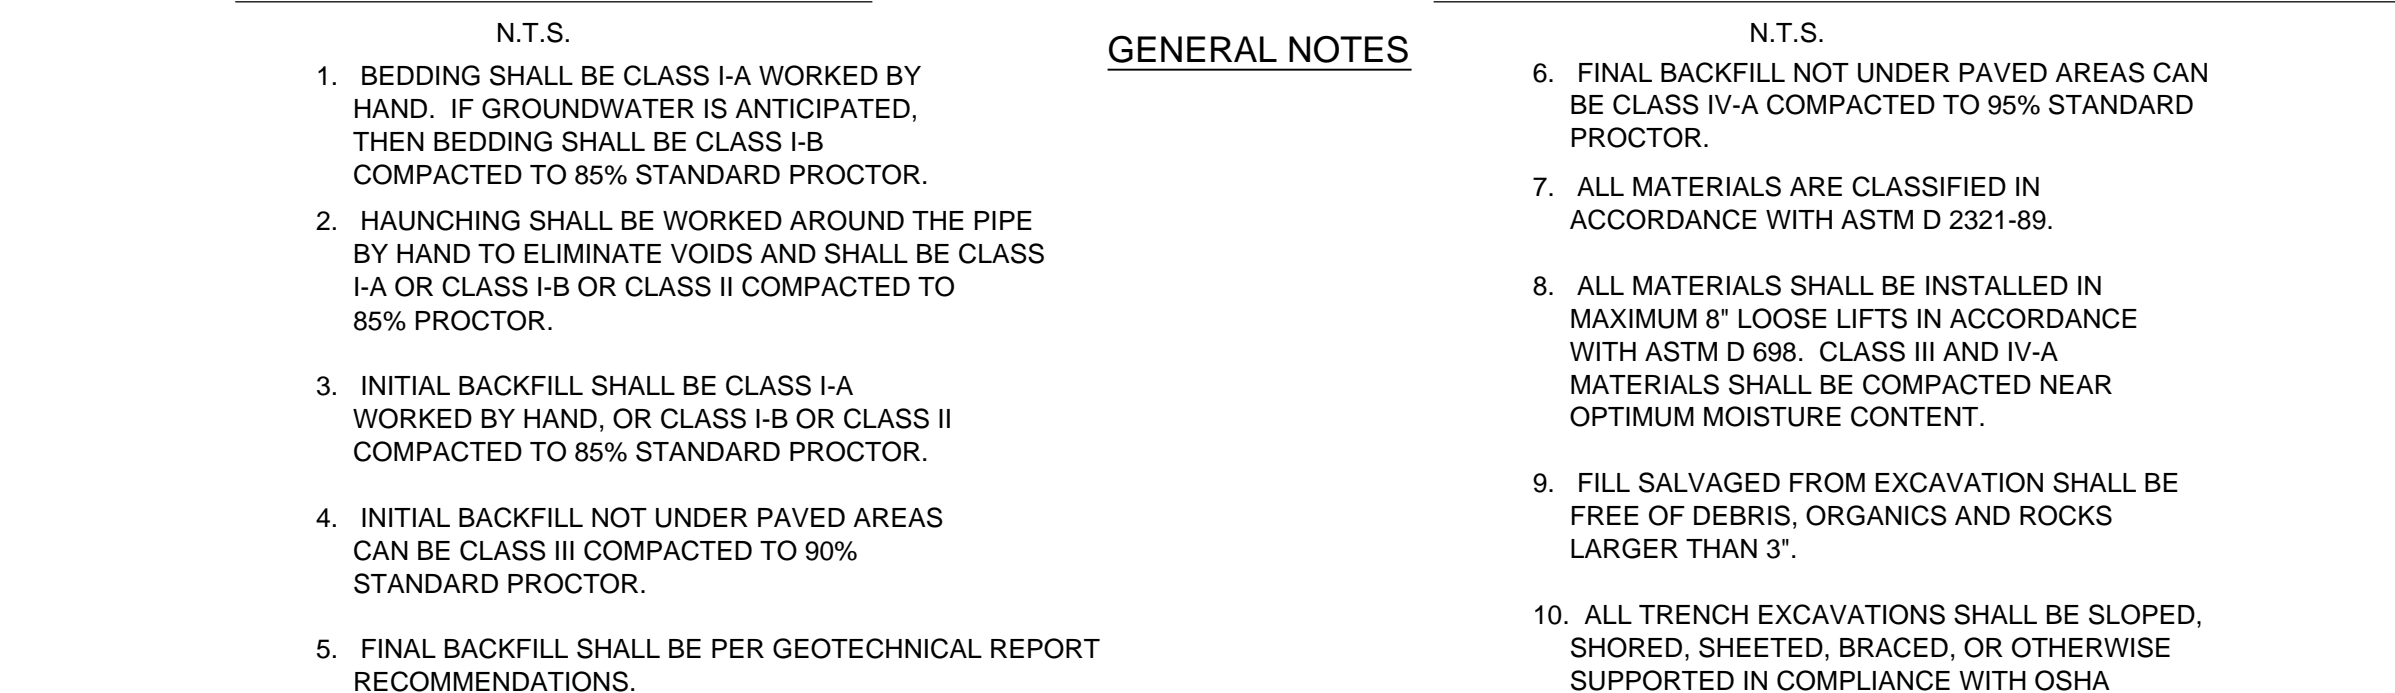 N.T.S.
GENERAL NOTES
N.T.S.
1. BEDDING SHALL BE CLASS I-A WORKED BY
HAND. IF GROUNDWATER IS ANTICIPATED,
THEN BEDDING SHALL BE CLASS I-B
COMPACTED TO 85% STANDARD PROCTOR.
2. HAUNCHING SHALL BE WORKED AROUND THE PIPE
BY HAND TO ELIMINATE VOIDS AND SHALL BE CLASS
I-A OR CLASS I-B OR CLASS II COMPACTED TO
85% PROCTOR.
3. INITIAL BACKFILL SHALL BE CLASS I-A
WORKED BY HAND, OR CLASS I-B OR CLASS II
COMPACTED TO 85% STANDARD PROCTOR.
4. INITIAL BACKFILL NOT UNDER PAVED AREAS
CAN BE CLASS III COMPACTED TO 90%
STANDARD PROCTOR.
5. FINAL BACKFILL SHALL BE PER GEOTECHNICAL REPORT
RECOMMENDATIONS.
6. FINAL BACKFILL NOT UNDER PAVED AREAS CAN
BE CLASS IV-A COMPACTED TO 95% STANDARD
PROCTOR.
7. ALL MATERIALS ARE CLASSIFIED IN
ACCORDANCE WITH ASTM D 2321-89.
8. ALL MATERIALS SHALL BE INSTALLED IN
MAXIMUM 8" LOOSE LIFTS IN ACCORDANCE
WITH ASTM D 698. CLASS III AND IV-A
MATERIALS SHALL BE COMPACTED NEAR
OPTIMUM MOISTURE CONTENT.
9. FILL SALVAGED FROM EXCAVATION SHALL BE
FREE OF DEBRIS, ORGANICS AND ROCKS
LARGER THAN 3".
10. ALL TRENCH EXCAVATIONS SHALL BE SLOPED,
SHORED, SHEETED, BRACED, OR OTHERWISE
SUPPORTED IN COMPLIANCE WITH OSHA